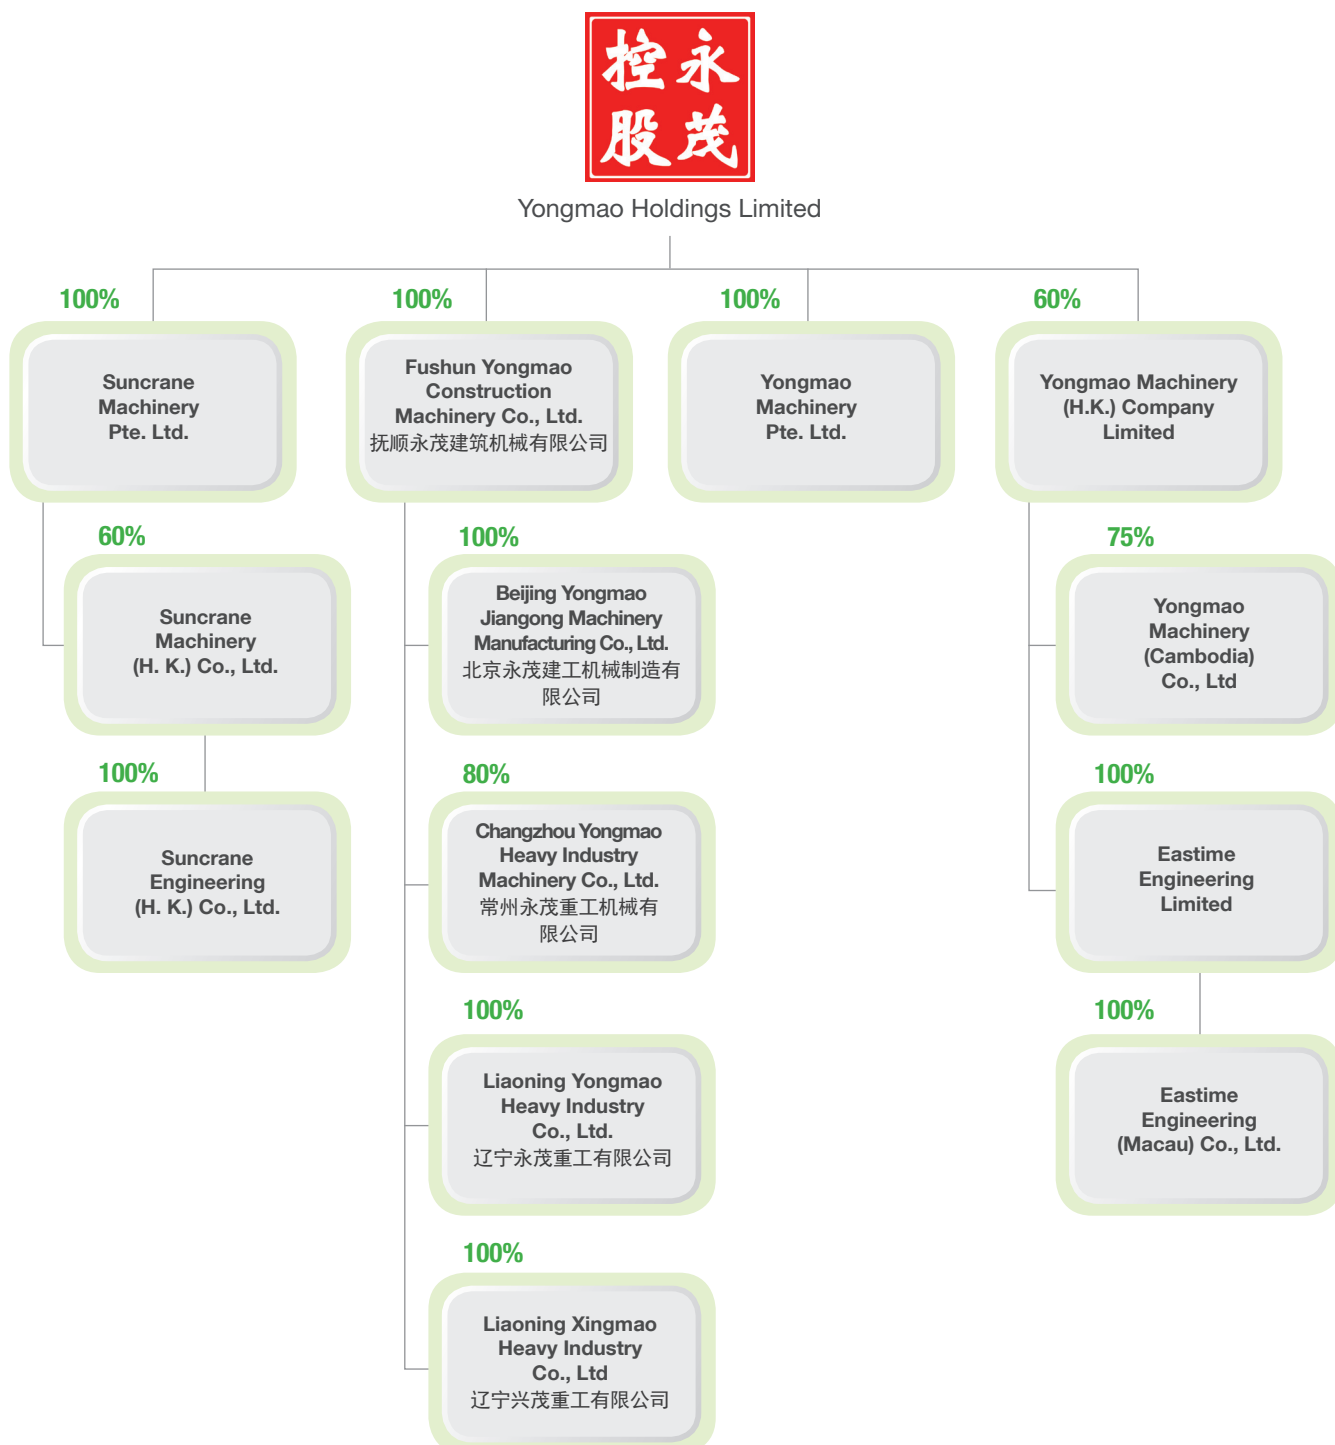 永茂
控股
Yongmao Holdings Limited
100%
Suncrane
Machinery
Pte. Ltd.
60%
Suncrane
Machinery
(H. K.) Co., Ltd.
100%
Suncrane
Engineering
(H. K.) Co., Ltd.
100%
Fushun Yongmao
Construction
Machinery Co., Ltd.
抚顺永茂建筑机械有限公司
100%
Beijing Yongmao
Jiangong Machinery
Manufacturing Co., Ltd.
北京永茂建工机械制造有
限公司
80%
Changzhou Yongmao
Heavy Industry
Machinery Co., Ltd.
常州永茂重工机械有
限公司
100%
Liaoning Yongmao
Heavy Industry
Co., Ltd.
辽宁永茂重工有限公司
100%
Liaoning Xingmao
Heavy Industry
Co., Ltd
辽宁兴茂重工有限公司
100%
Yongmao
Machinery
Pte. Ltd.
60%
Yongmao Machinery
(H.K.) Company
Limited
75%
Yongmao
Machinery
(Cambodia)
Co., Ltd
100%
Eastime
Engineering
Limited
100%
Eastime
Engineering
(Macau) Co., Ltd.